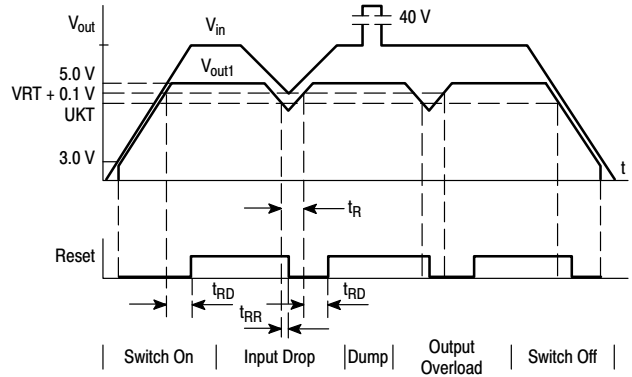 V_out
V_in
40 V
V_out1
5.0 V
VRT + 0.1 V
UKT
3.0 V
t
t_R
Reset
t_RD
t_RR
t_RD
Switch On
Input Drop
Dump
Output
Overload
Switch Off